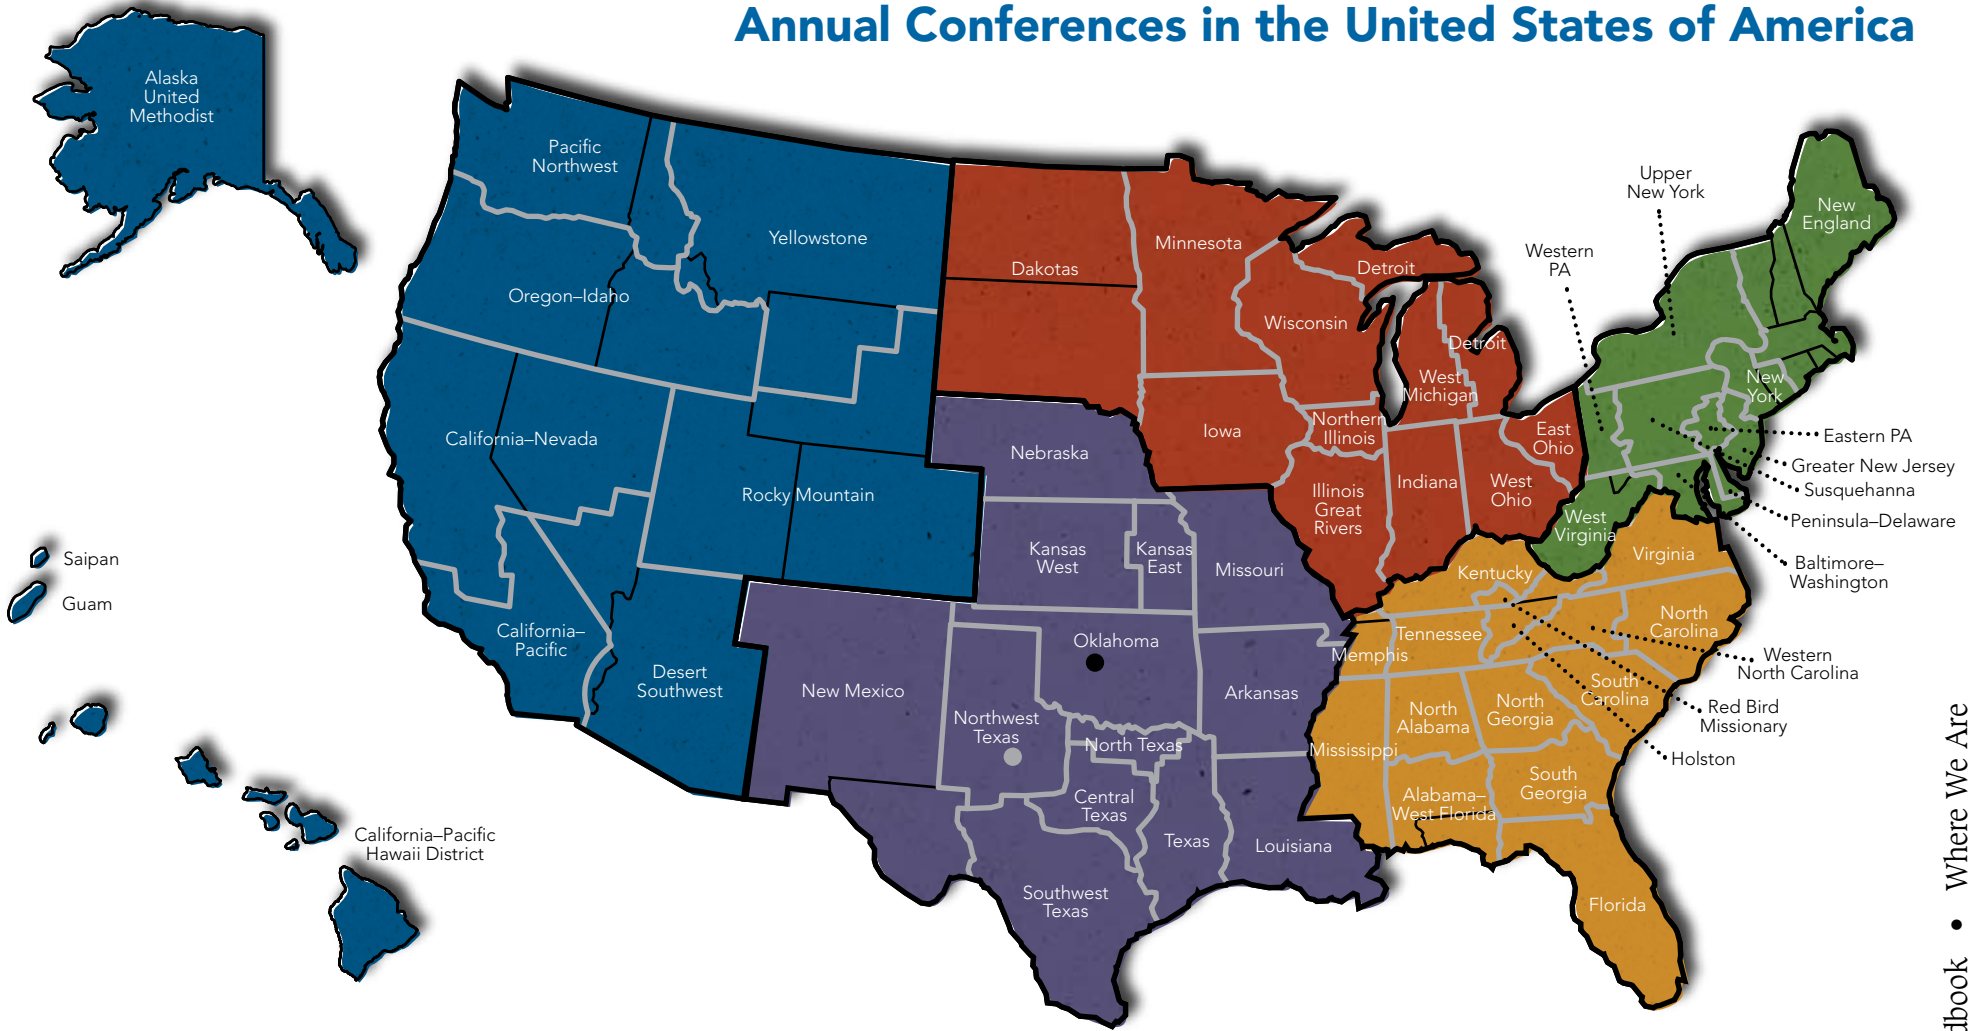 Annual Conferences in the United States of America
Alaska
United
Methodist
Pacific
Northwest
Yellowstone
Oregon–Idaho
California–Nevada
Rocky Mountain
California–
Pacific
Desert
Southwest
Saipan
Guam
California–Pacific
Hawaii District
Dakotas
Minnesota
Wisconsin
Detroit
Detroit
West
Michigan
Iowa
Northern
Illinois
Illinois
Great
Rivers
Indiana
East
Ohio
West
Ohio
Nebraska
Kansas
West
Kansas
East
Missouri
Oklahoma
Arkansas
New Mexico
Northwest
Texas
North Texas
Central
Texas
Texas
Louisiana
Southwest
Texas
Upper
New York
Western
PA
New
England
New
York
Eastern PA
Greater New Jersey
Susquehanna
Peninsula–Delaware
Baltimore–
Washington
West
Virginia
Virginia
Kentucky
North
Carolina
Tennessee
Memphis
Western
North Carolina
South
Carolina
Red Bird
Missionary
Holston
North
Alabama
North
Georgia
Mississippi
South
Georgia
Alabama–
West Florida
Florida
dbook • Where We Are